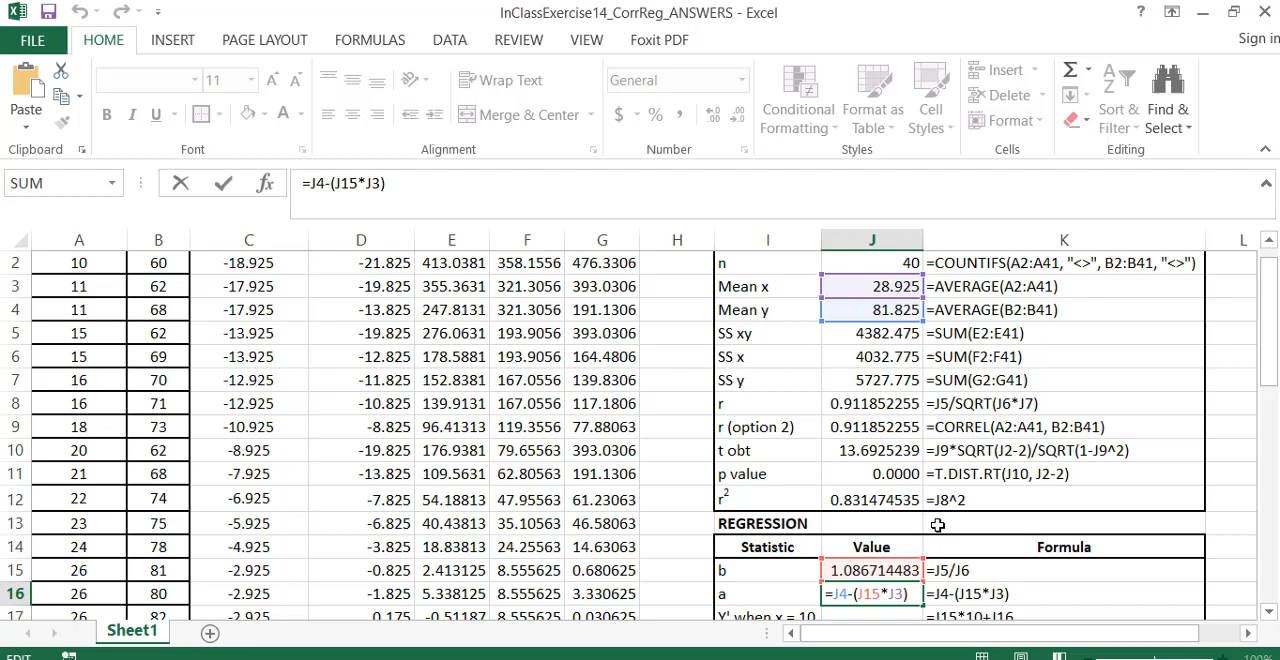 InClassExercise14_CorrReg_ANSWERS - Excel
FILE HOME INSERT PAGE LAYOUT FORMULAS DATA REVIEW VIEW Foxit PDF Sign in
11 Wrap Text General Insert
Paste B I U Merge & Center $ % Conditional Formatting Format as Table Cell Styles Delete Format Sort & Filter Find & Select
Clipboard Font Alignment Number Styles Cells Editing
SUM =J4-(J15*J3)
A B C D E F G H I J K L
2 10 60 -18.925 -21.825 413.0381 358.1556 476.3306 n 40 =COUNTIFS(A2:A41, "<>", B2:B41, "<>")
3 11 62 -17.925 -19.825 355.3631 321.3056 393.0306 Mean x 28.925 =AVERAGE(A2:A41)
4 11 68 -17.925 -13.825 247.8131 321.3056 191.1306 Mean y 81.825 =AVERAGE(B2:B41)
5 15 62 -13.925 -19.825 276.0631 193.9056 393.0306 SS xy 4382.475 =SUM(E2:E41)
6 15 69 -13.925 -12.825 178.5881 193.9056 164.4806 SS x 4032.775 =SUM(F2:F41)
7 16 70 -12.925 -11.825 152.8381 167.0556 139.8306 SS y 5727.775 =SUM(G2:G41)
8 16 71 -12.925 -10.825 139.9131 167.0556 117.1806 r 0.911852255 =J5/SQRT(J6*J7)
9 18 73 -10.925 -8.825 96.41313 119.3556 77.88063 r (option 2) 0.911852255 =CORREL(A2:A41, B2:B41)
10 20 62 -8.925 -19.825 176.9381 79.65563 393.0306 t obt 13.6925239 =J9*SQRT(J2-2)/SQRT(1-J9^2)
11 21 68 -7.925 -13.825 109.5631 62.80563 191.1306 p value 0.0000 =T.DIST.RT(J10, J2-2)
12 22 74 -6.925 -7.825 54.18813 47.95563 61.23063 r2 0.831474535 =J8^2
13 23 75 -5.925 -6.825 40.43813 35.10563 46.58063 REGRESSION
14 24 78 -4.925 -3.825 18.83813 24.25563 14.63063 Statistic Value Formula
15 26 81 -2.925 -0.825 2.413125 8.555625 0.680625 b 1.086714483 =J5/J6
16 26 80 -2.925 -1.825 5.338125 8.555625 3.330625 a =J4-(J15*J3) =J4-(J15*J3)
17 26 82 -2.925 0.175 -0.51187 8.555625 0.030625 Y' when x = 10 =J15*10+J16
Sheet1
EDIT 100%